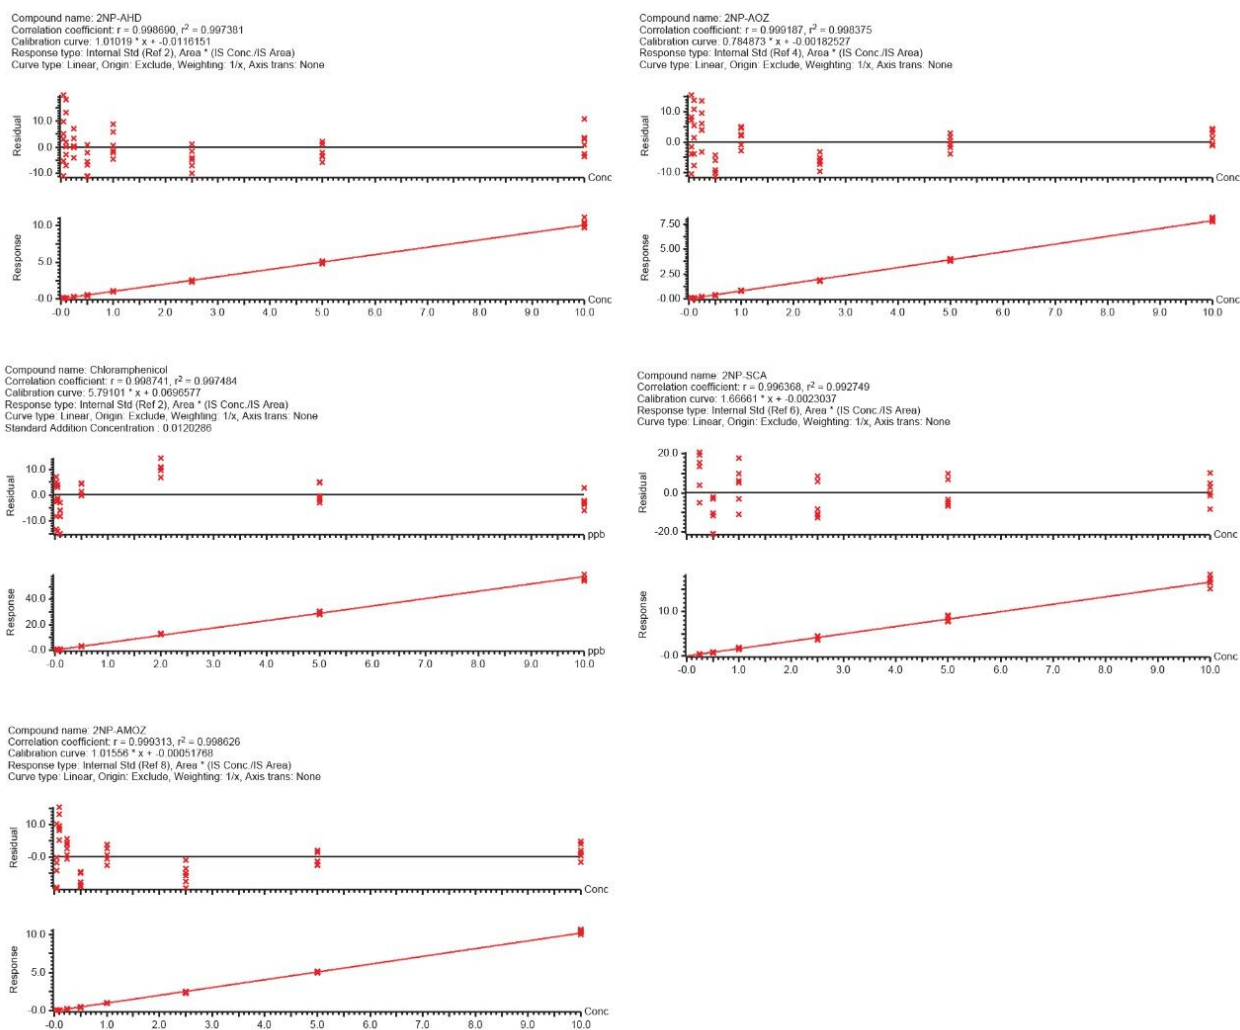 Compound name: 2NP-AHD
Correlation coefficient: r = 0.998690, r² = 0.997381
Calibration curve: 1.01019 * x + -0.0116151
Response type: Internal Std (Ref 2), Area * (IS Conc./IS Area)
Curve type: Linear, Origin: Exclude, Weighting: 1/x, Axis trans: None
Residual
10.0
0.0
-10.0
Conc
Response
10.0
5.0
-0.0
Conc
-0.0 1.0 2.0 3.0 4.0 5.0 6.0 7.0 8.0 9.0 10.0
Compound name: 2NP-AOZ
Correlation coefficient: r = 0.999187, r² = 0.998375
Calibration curve: 0.784873 * x + -0.00182527
Response type: Internal Std (Ref 4), Area * (IS Conc./IS Area)
Curve type: Linear, Origin: Exclude, Weighting: 1/x, Axis trans: None
Residual
10.0
0.0
-10.0
Conc
Response
7.50
5.00
2.50
-0.00
Conc
-0.0 1.0 2.0 3.0 4.0 5.0 6.0 7.0 8.0 9.0 10.0
Compound name: Chloramphenicol
Correlation coefficient: r = 0.998741, r² = 0.997484
Calibration curve: 5.79101 * x + 0.0696577
Response type: Internal Std (Ref 2), Area * (IS Conc./IS Area)
Curve type: Linear, Origin: Exclude, Weighting: 1/x, Axis trans: None
Standard Addition Concentration : 0.0120286
Residual
10.0
0.0
-10.0
ppb
Response
40.0
20.0
-0.0
ppb
-0.0 1.0 2.0 3.0 4.0 5.0 6.0 7.0 8.0 9.0 10.0
Compound name: 2NP-SCA
Correlation coefficient: r = 0.996368, r² = 0.992749
Calibration curve: 1.66661 * x + -0.0023037
Response type: Internal Std (Ref 6), Area * (IS Conc./IS Area)
Curve type: Linear, Origin: Exclude, Weighting: 1/x, Axis trans: None
Residual
20.0
0.0
-20.0
Conc
Response
10.0
-0.0
Conc
-0.0 1.0 2.0 3.0 4.0 5.0 6.0 7.0 8.0 9.0 10.0
Compound name: 2NP-AMOZ
Correlation coefficient: r = 0.999313, r² = 0.998626
Calibration curve: 1.01556 * x + -0.00051768
Response type: Internal Std (Ref 8), Area * (IS Conc./IS Area)
Curve type: Linear, Origin: Exclude, Weighting: 1/x, Axis trans: None
Residual
10.0
-0.0
Conc
Response
10.0
5.0
-0.0
Conc
-0.0 1.0 2.0 3.0 4.0 5.0 6.0 7.0 8.0 9.0 10.0